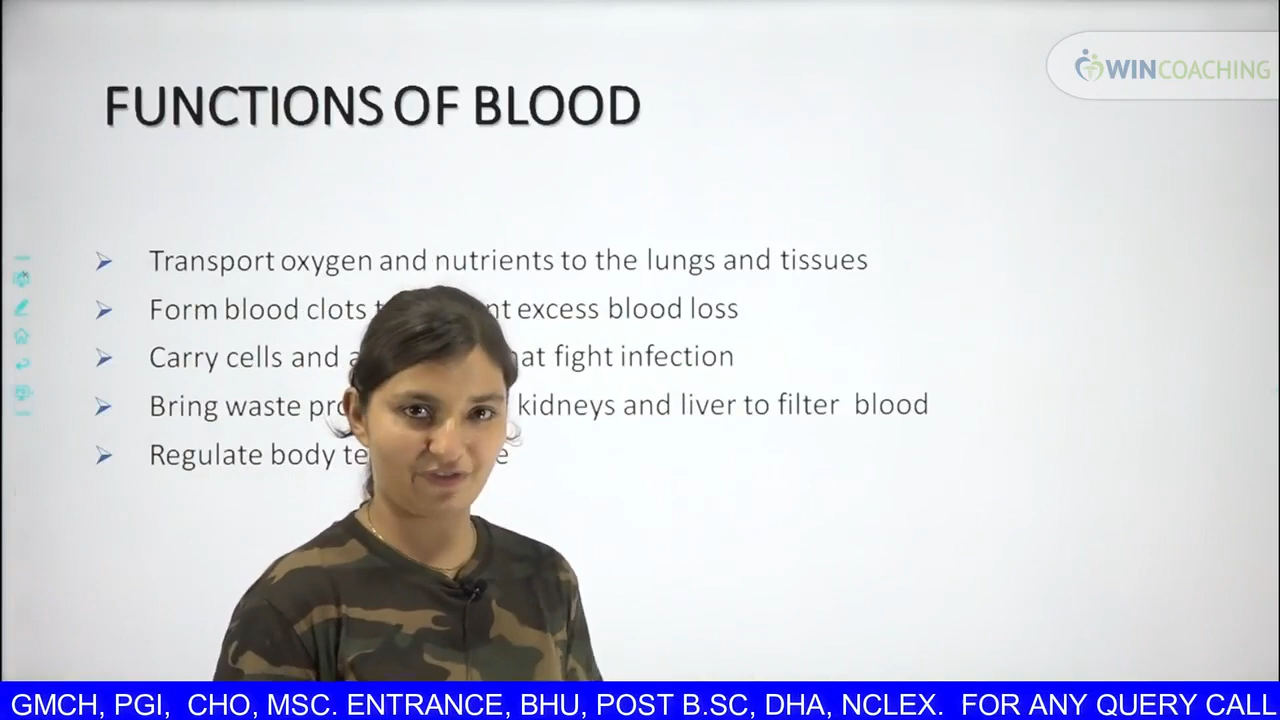 WINCOACHING
FUNCTIONS OF BLOOD
Transport oxygen and nutrients to the lungs and tissues
Form blood clots excess blood loss
Carry cells and fight infection
Bring waste kidneys and liver to filter blood
Regulate body
GMCH, PGI, CHO, MSC. ENTRANCE, BHU, POST B.SC, DHA, NCLEX. FOR ANY QUERY CALL